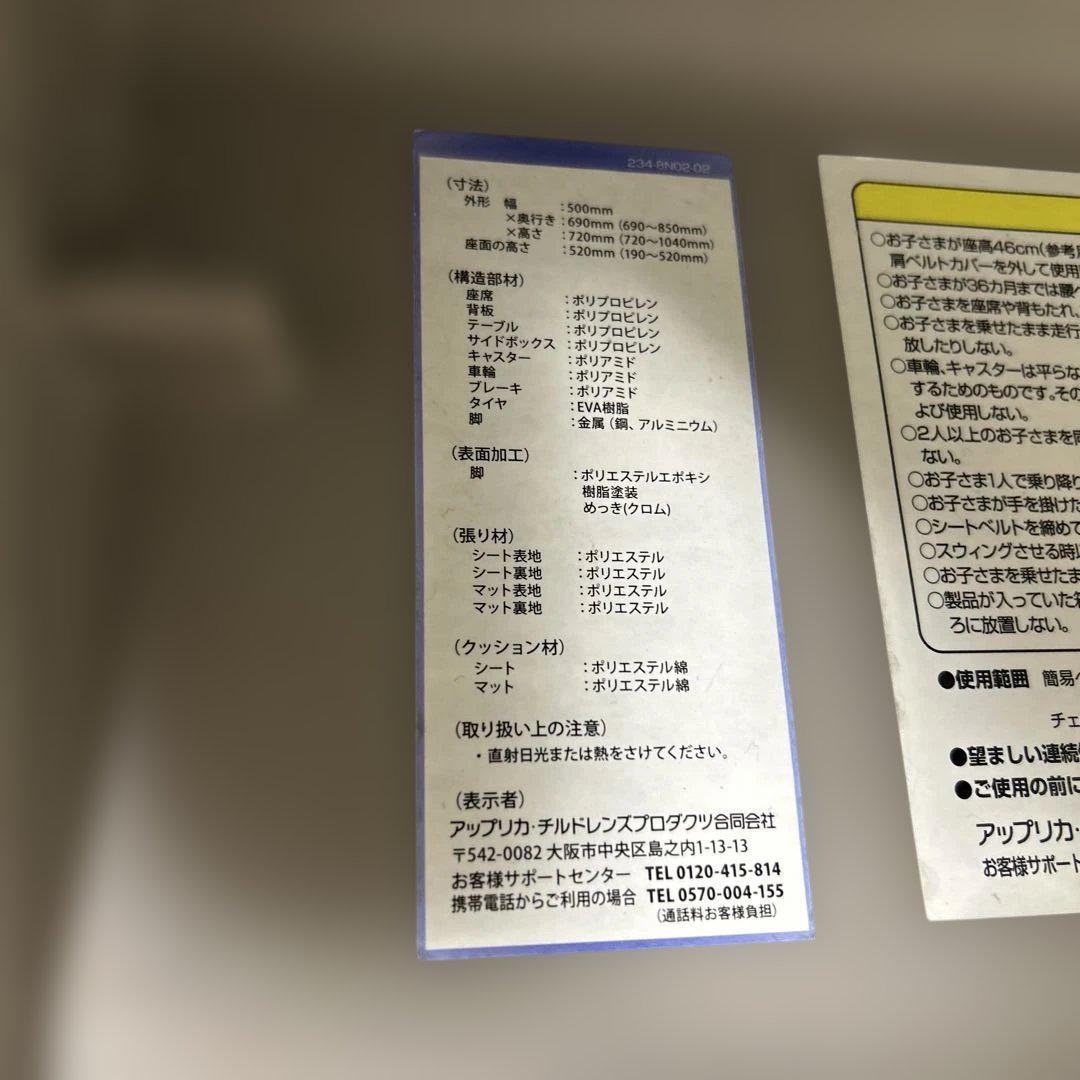 234-8N02-02
(寸法)
外形 幅 :500mm
×奥行き :690mm (690〜850mm)
×高さ :720mm (720〜1040mm)
座面の高さ :520mm (190〜520mm)
(構造部材)
座席 :ポリプロピレン
背板 :ポリプロピレン
テーブル :ポリプロピレン
サイドボックス :ポリプロピレン
キャスター :ポリアミド
車輪 :ポリアミド
ブレーキ :ポリアミド
タイヤ :EVA樹脂
脚 :金属(鋼、アルミニウム)
(表面加工)
脚 :ポリエステルエポキシ
樹脂塗装
めっき(クロム)
(張り材)
シート表地 :ポリエステル
シート裏地 :ポリエステル
マット表地 :ポリエステル
マット裏地 :ポリエステル
(クッション材)
シート :ポリエステル綿
マット :ポリエステル綿
(取り扱い上の注意)
・直射日光または熱をさけてください。
(表示者)
アップリカ・チルドレンズプロダクツ合同会社
〒542-0082 大阪市中央区島之内1-13-13
お客様サポートセンター TEL 0120-415-814
携帯電話からご利用の場合 TEL 0570-004-155
(通話料お客様負担)
○お子さまが座高46cm(参考
肩ベルトカバーを外して使用
○お子さまが36カ月までは腰
○お子さまを座席や背もたれ、
○お子さまを乗せたまま走行
放したりしない。
○車輪、キャスターは平らな
するためのものです。その
よび使用しない。
○2人以上のお子さまを同
ない。
○お子さま1人で乗り降り
○お子さまが手を掛けた
○シートベルトを締めて
○スウィングさせる時
○お子さまを乗せたま
○製品が入っていた
ろに放置しない。
●使用範囲 簡易
チェ
●望ましい連続
●ご使用の前に
アップリカ・
お客様サポート